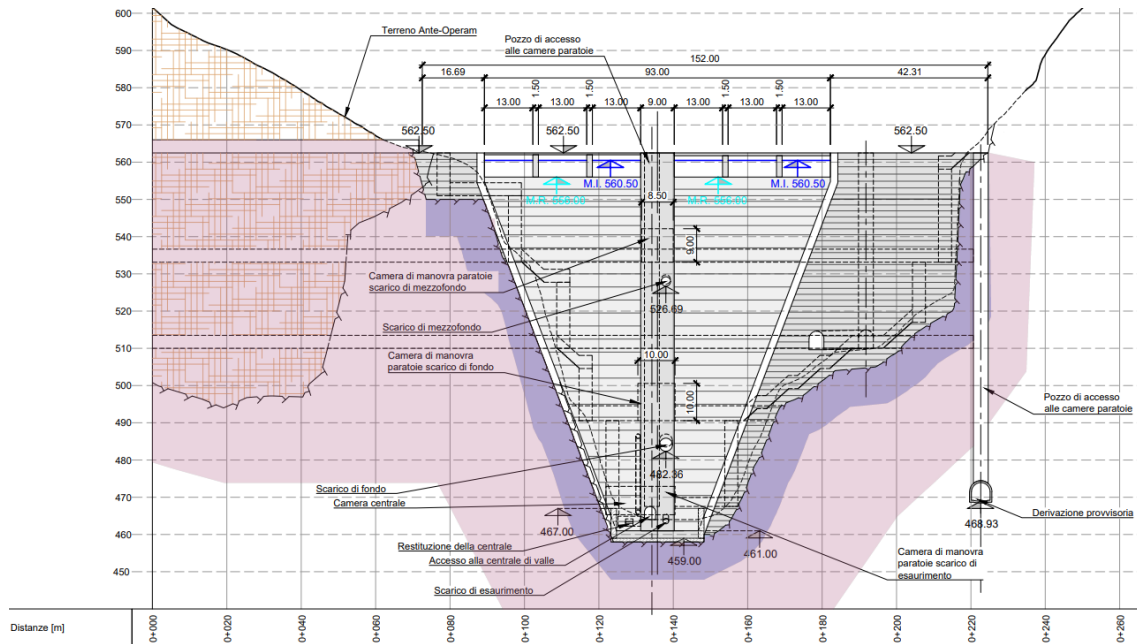 600
590
580
570
560
550
540
530
520
510
500
490
480
470
460
450
Terreno Ante-Operam
Pozzo di accesso
alle camere paratoie
152.00
16.69
93.00
42.31
1.50
1.50
1.50
1.50
13.00
13.00
13.00
9.00
13.00
13.00
13.00
562.50
562.50
562.50
M.I. 560.50
M.I. 560.50
8.50
9.00
Camera di manovra paratoie
scarico di mezzofondo
526.69
Scarico di mezzofondo
10.00
Camera di manovra
paratoie scarico di fondo
10.00
Pozzo di accesso
alle camere paratoie
482.36
Scarico di fondo
Camera centrale
Derivazione provvisoria
468.93
467.00
461.00
459.00
Restituzione della centrale
Accesso alla centrale di valle
Scarico di esaurimento
Camera di manovra
paratoie scarico di
esaurimento
Distanze [m]
0+000
0+020
0+040
0+060
0+080
0+100
0+120
0+140
0+160
0+180
0+200
0+220
0+240
0+260